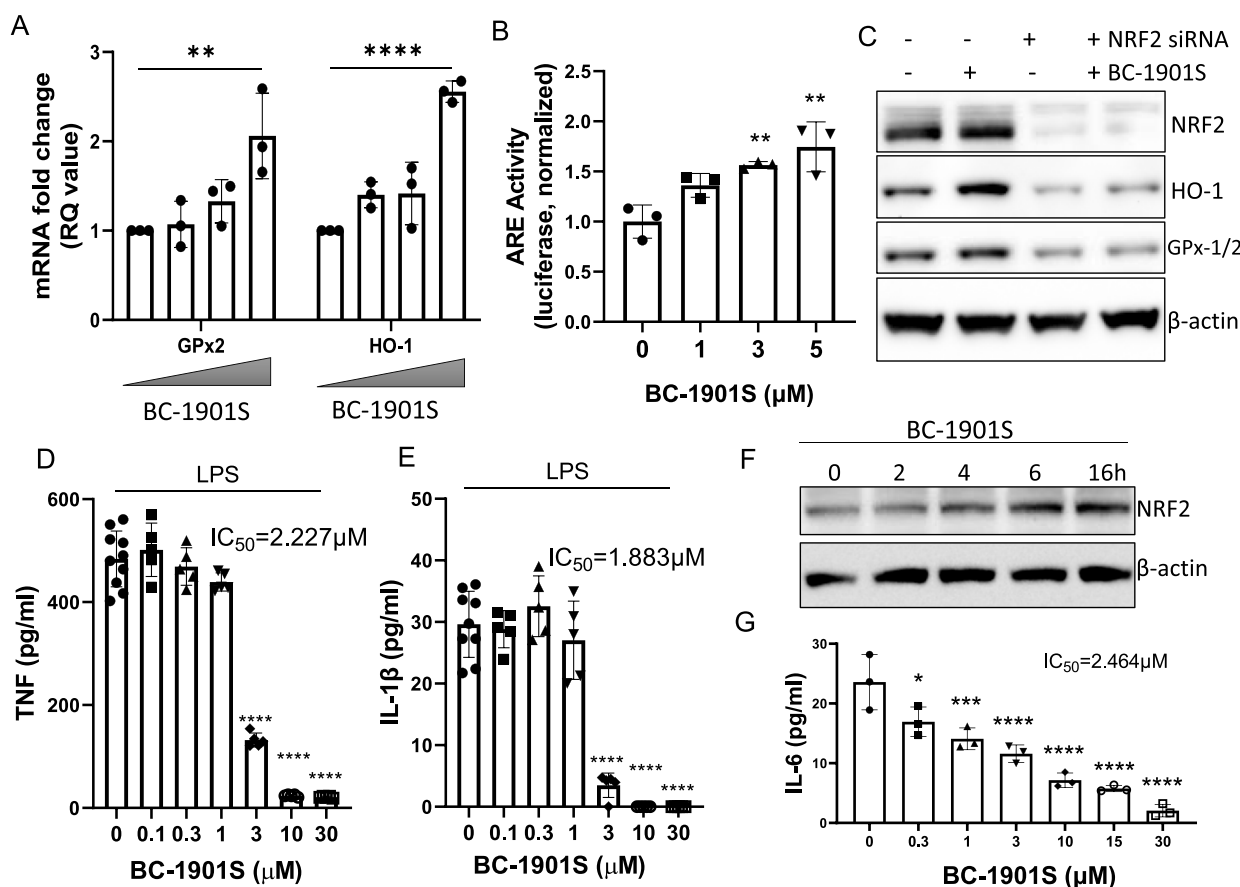 A
mRNA fold change
(RQ value)
3
2
1
0
**
****
GPx2
HO-1
BC-1901S
BC-1901S
B
ARE Activity
(luciferase, normalized)
2.5
2.0
1.5
1.0
0.5
0.0
**
**
0 1 3 5
BC-1901S (µM)
C
- - + + NRF2 siRNA
- + - + BC-1901S
NRF2
HO-1
GPx-1/2
β-actin
D
LPS
TNF (pg/ml)
600
400
200
0
IC50=2.227µM
****
****
****
0 0.1 0.3 1 3 10 30
BC-1901S (µM)
E
LPS
IL-1β (pg/ml)
50
40
30
20
10
0
IC50=1.883µM
****
****
****
0 0.1 0.3 1 3 10 30
BC-1901S (µM)
F
BC-1901S
0 2 4 6 16h
NRF2
β-actin
G
IL-6 (pg/ml)
30
20
10
0
IC50=2.464µM
*
***
****
****
****
****
0 0.3 1 3 10 15 30
BC-1901S (µM)